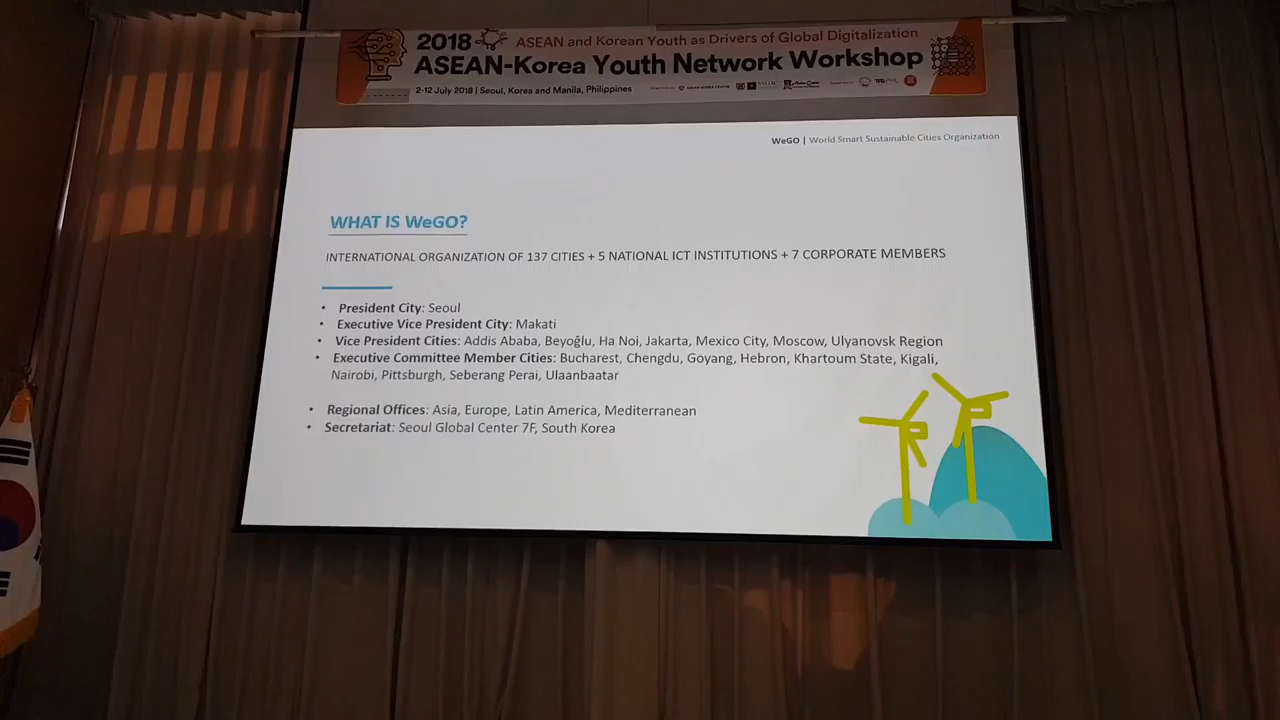 2018 ASEAN and Korean Youth as Drivers of Global Digitalization
ASEAN-Korea Youth Network Workshop
2-12 July 2018 | Seoul, Korea and Manila, Philippines
WeGO | World Smart Sustainable Cities Organization
WHAT IS WeGO?
INTERNATIONAL ORGANIZATION OF 137 CITIES + 5 NATIONAL ICT INSTITUTIONS + 7 CORPORATE MEMBERS
• President City: Seoul
• Executive Vice President City: Makati
• Vice President Cities: Addis Ababa, Beyoğlu, Ha Noi, Jakarta, Mexico City, Moscow, Ulyanovsk Region
• Executive Committee Member Cities: Bucharest, Chengdu, Goyang, Hebron, Khartoum State, Kigali,
Nairobi, Pittsburgh, Seberang Perai, Ulaanbaatar
• Regional Offices: Asia, Europe, Latin America, Mediterranean
• Secretariat: Seoul Global Center 7F, South Korea